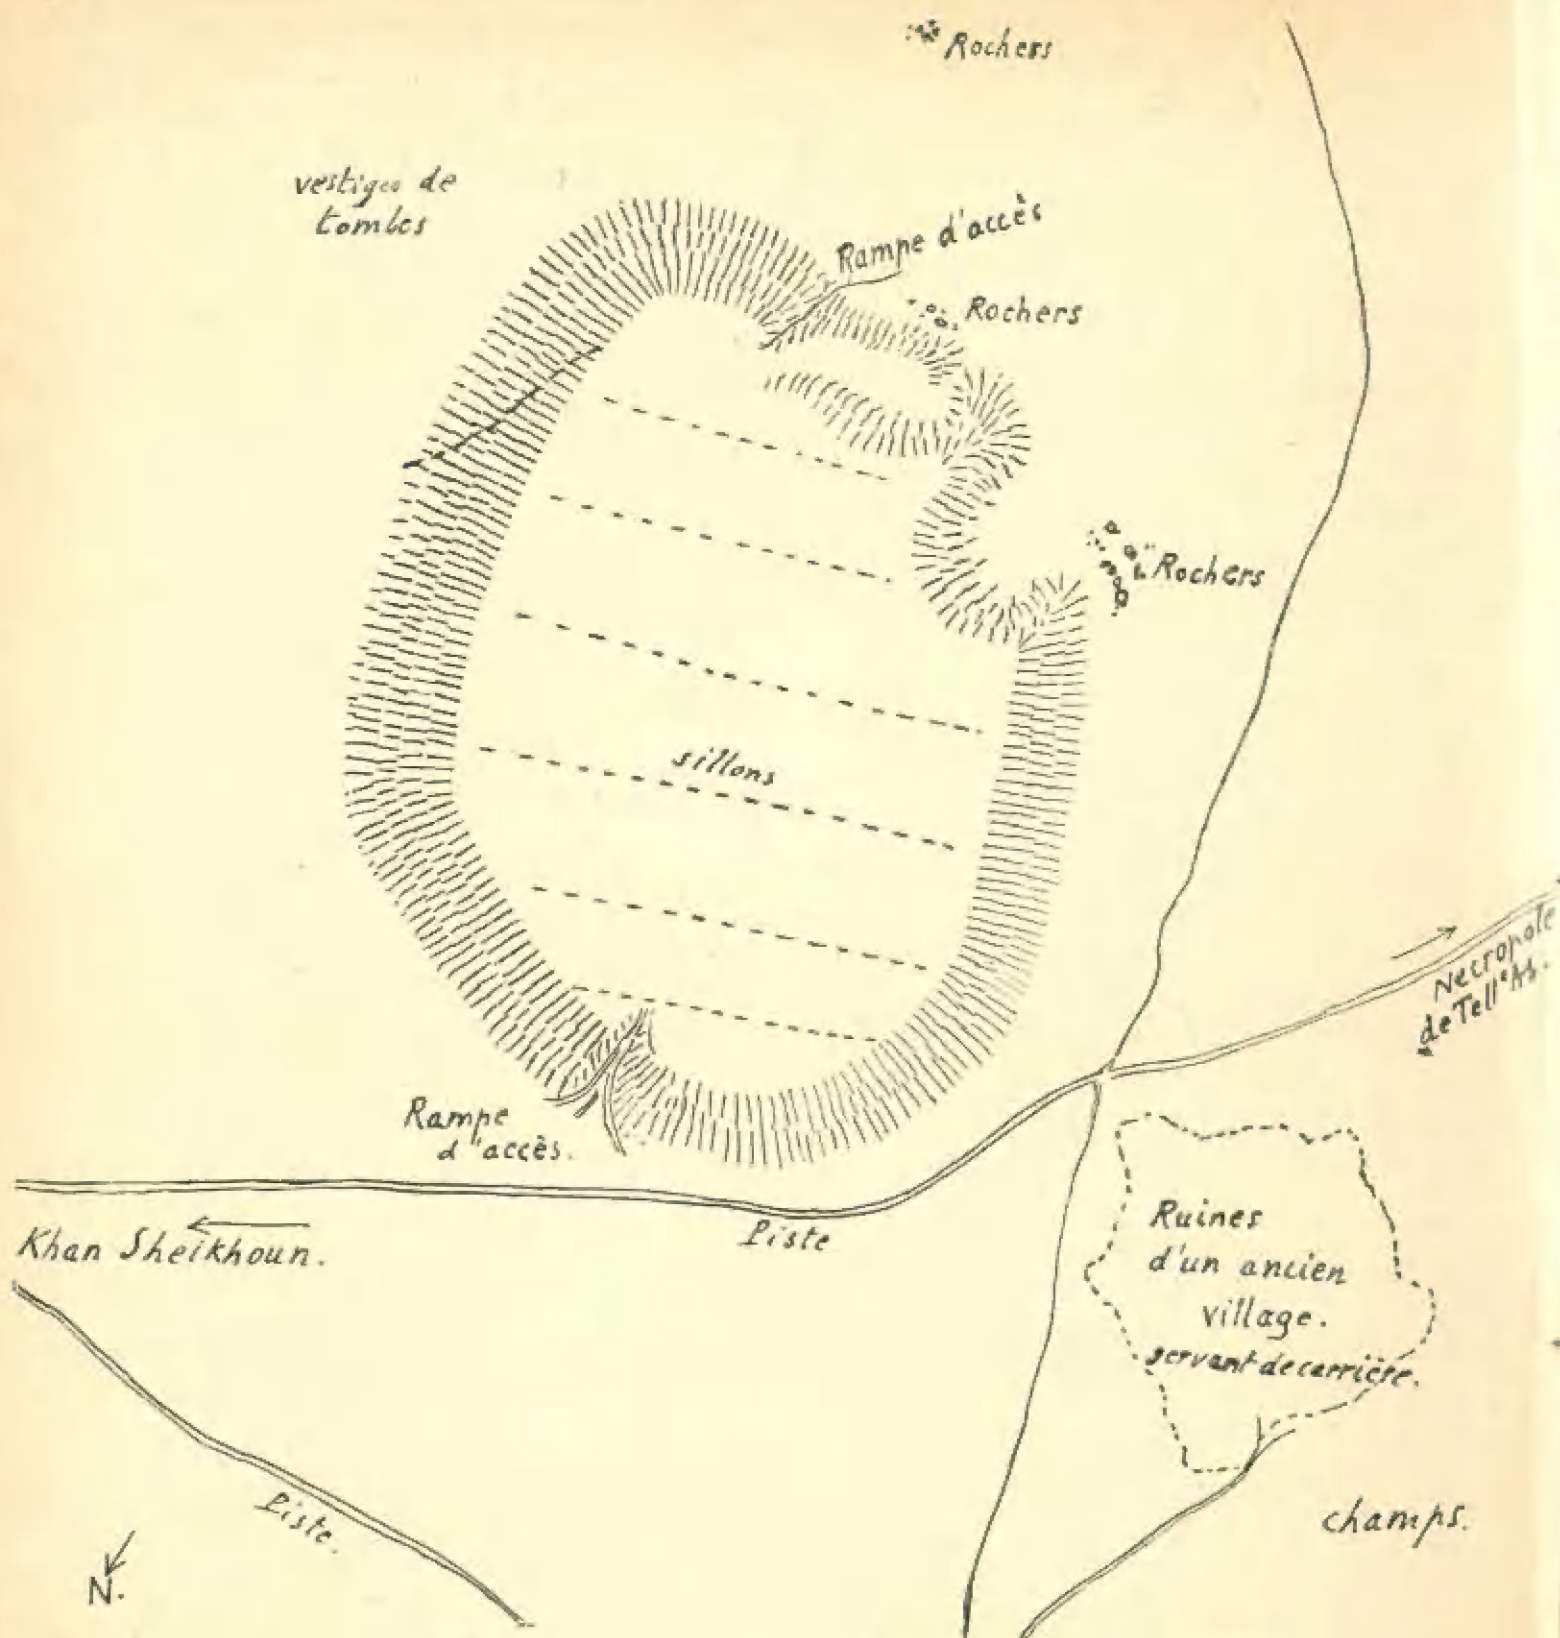 Rochers
vestiges de
tombes
Rampe d'accès
Rochers
Rochers
sillons
Necropole
de Tell 'As.
Rampe
d'accès.
Piste
Khan Sheikhoun.
Ruines
d'un ancien
village.
servant de carrière.
Piste.
champs.
N.